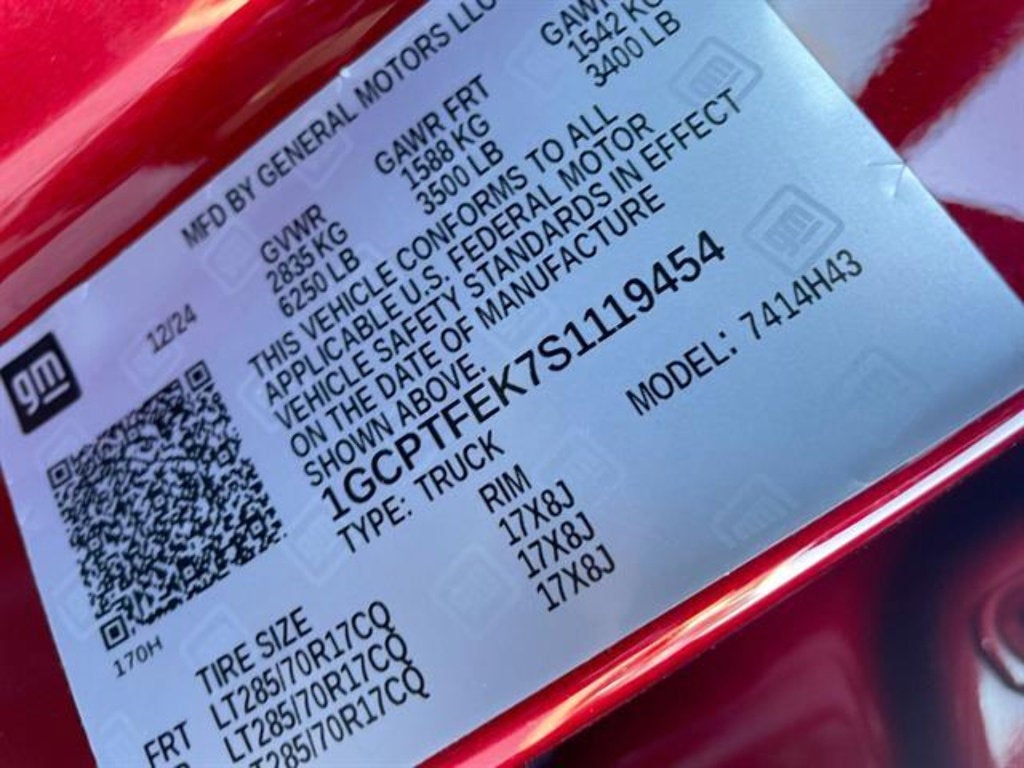 MFD BY GENERAL MOTORS LLC
gm
12/24
GVWR
2835 KG
6250 LB
GAWR FRT
1588 KG
3500 LB
GAWR
1542 KG
3400 LB
THIS VEHICLE CONFORMS TO ALL
APPLICABLE U.S. FEDERAL MOTOR
VEHICLE SAFETY STANDARDS IN EFFECT
ON THE DATE OF MANUFACTURE
SHOWN ABOVE.
1GCPTFEK7S1119454
TYPE: TRUCK
MODEL: 7414H43
170H
TIRE SIZE
RIM
FRT
LT285/70R17CQ
17X8J
LT285/70R17CQ
17X8J
LT285/70R17CQ
17X8J